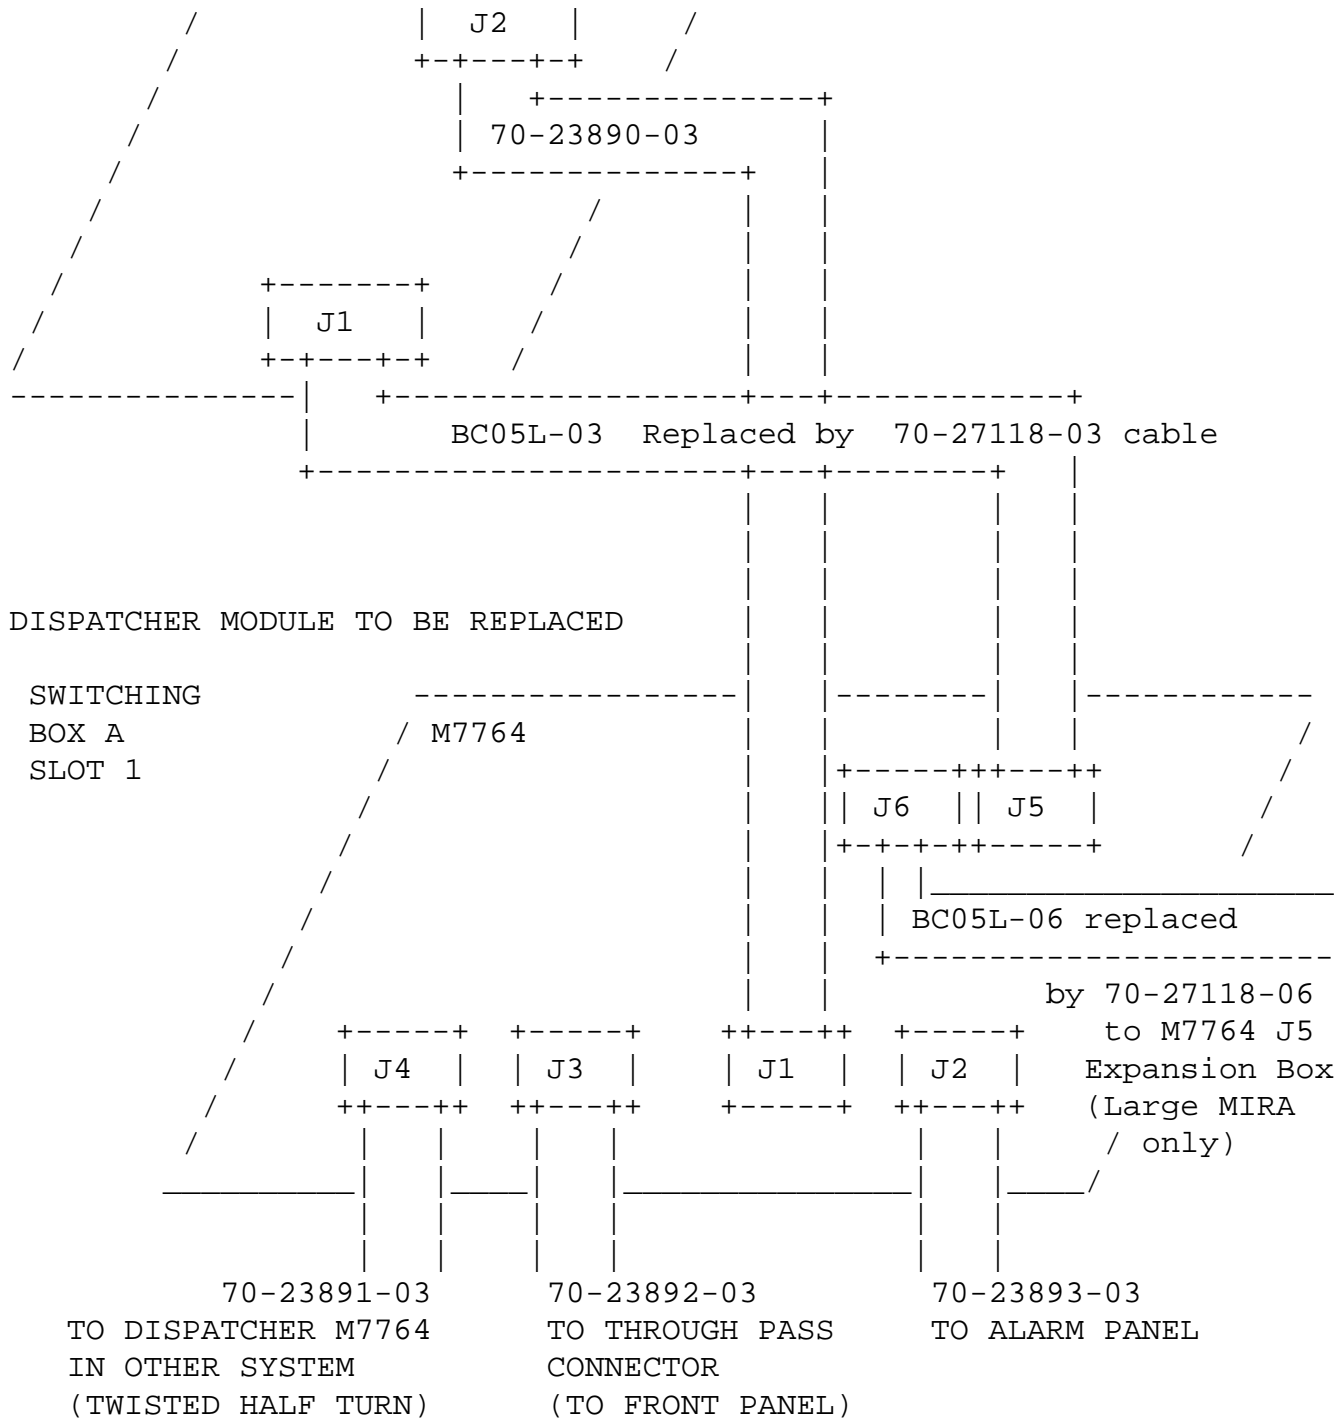 J2
70-23890-03
J1
BC05L-03 Replaced by 70-27118-03 cable
DISPATCHER MODULE TO BE REPLACED
SWITCHING
BOX A
M7764
SLOT 1
J6 J5
BC05L-06 replaced
by 70-27118-06
to M7764 J5
J4 J3 J1 J2
Expansion Box
(Large MIRA
only)
70-23891-03 70-23892-03 70-23893-03
TO DISPATCHER M7764 TO THROUGH PASS TO ALARM PANEL
IN OTHER SYSTEM CONNECTOR
(TWISTED HALF TURN) (TO FRONT PANEL)